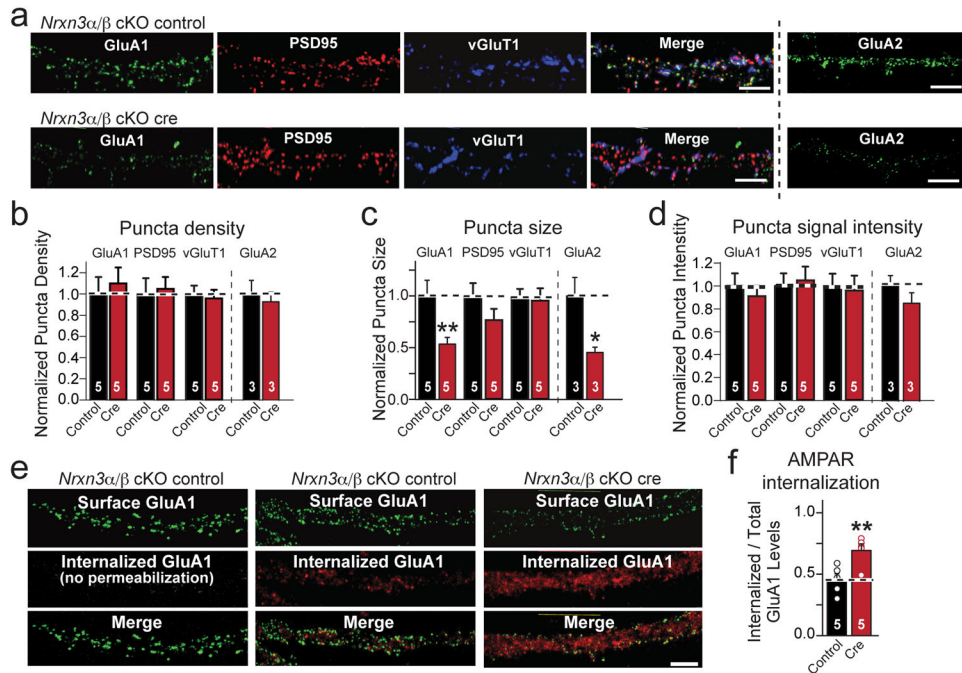 a
Nrxn3α/β cKO control
GluA1 PSD95 vGluT1 Merge GluA2
Nrxn3α/β cKO cre
GluA1 PSD95 vGluT1 Merge GluA2
b Puncta density
GluA1 PSD95 vGluT1 GluA2
Normalized Puncta Density
1.2
1.0
0.8
0.6
0.4
0.2
0.0
5 5 5 5 5 5 3 3
Control Cre Control Cre Control Cre Control Cre
c Puncta size
GluA1 PSD95 vGluT1 GluA2
Normalized Puncta Size
1.5
1.0
0.5
0.0
** *
5 5 5 5 5 5 3 3
Control Cre Control Cre Control Cre Control Cre
d Puncta signal intensity
GluA1 PSD95 vGluT1 GluA2
Normalized Puncta Intenstity
1.2
1.0
0.8
1.0
0.4
0.2
0.0
5 5 5 5 5 5 3 3
Control Cre Control Cre Control Cre Control Cre
e
Nrxn3α/β cKO control Nrxn3α/β cKO control Nrxn3α/β cKO cre
Surface GluA1 Surface GluA1 Surface GluA1
Internalized GluA1 Internalized GluA1 Internalized GluA1
(no permeabilization)
Merge Merge Merge
f AMPAR
internalization
Internalized / Total
GluA1 Levels
1.0
0.5
0.0
**
5 5
Control Cre